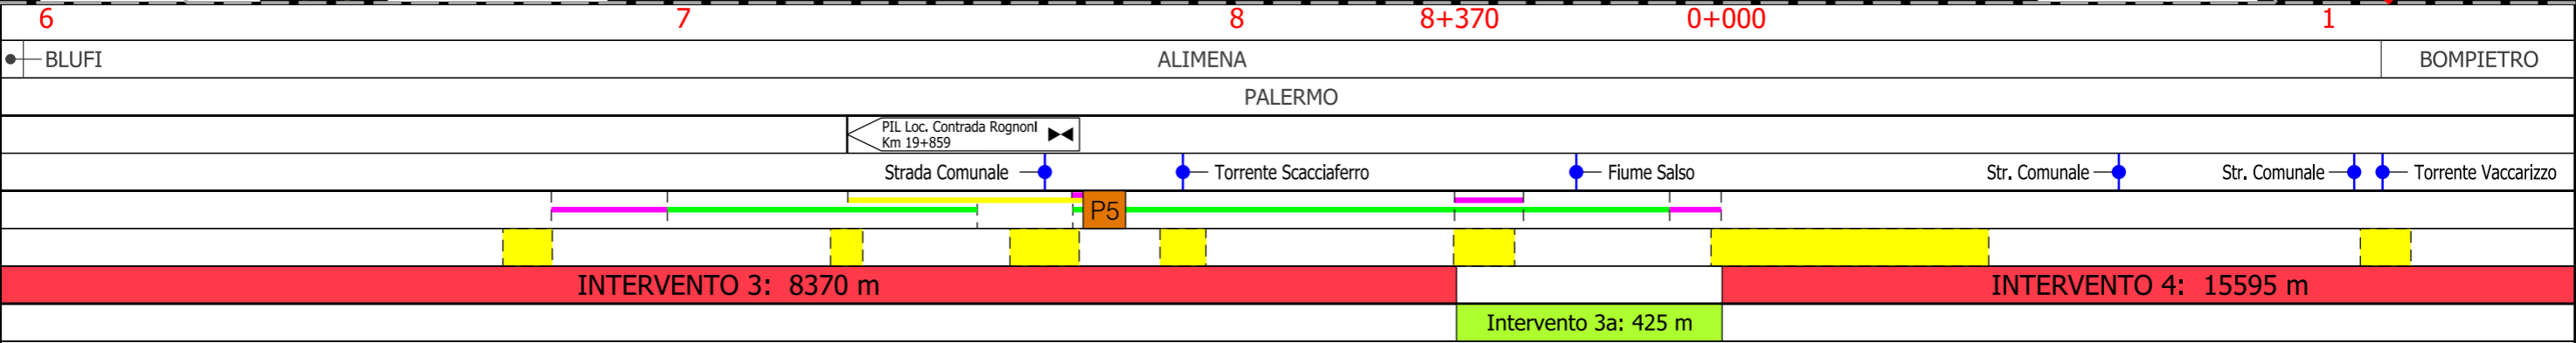 6 7 8 8+370 0+000 1
BLUFI ALIMENA BOMPIETRO
PALERMO
PIL Loc. Contrada Rognoni
Km 19+859
Strada Comunale Torrente Scacciaferro Fiume Salso Str. Comunale Str. Comunale Torrente Vaccarizzo
P5
INTERVENTO 3: 8370 m INTERVENTO 4: 15595 m
Intervento 3a: 425 m